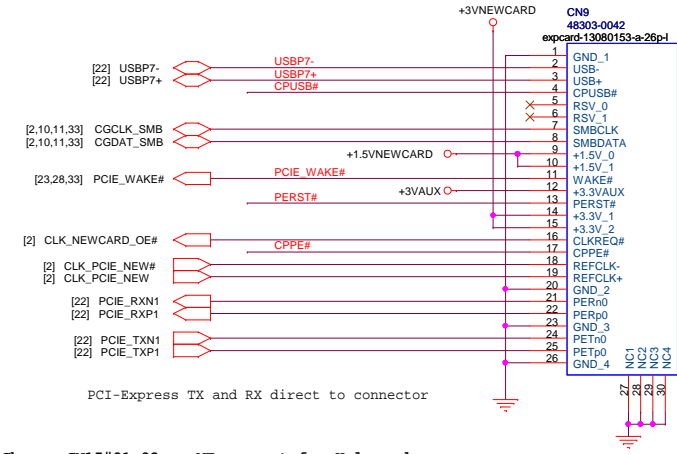 +3VNEWCARD
CN9
48303-0042
expcard-13080153-a-26p-l
1 GND_1
[22] USBP7- USBP7- 2 USB-
[22] USBP7+ USBP7+ 3 USB+
CPUSB# 4 CPUSB#
5 RSV_0
6 RSV_1
[2,10,11,33] CGCLK_SMB 7 SMBCLK
[2,10,11,33] CGDAT_SMB 8 SMBDATA
+1.5VNEWCARD 9 +1.5V_0
10 +1.5V_1
[23,28,33] PCIE_WAKE# PCIE_WAKE# 11 WAKE#
+3VAUX 12 +3.3VAUX
PERST# 13 PERST#
14 +3.3V_1
15 +3.3V_2
[2] CLK_NEWCARD_OE# 16 CLKREQ#
CPPE# 17 CPPE#
[2] CLK_PCIE_NEW# 18 REFCLK-
[2] CLK_PCIE_NEW 19 REFCLK+
20 GND_2
[22] PCIE_RXN1 21 PERn0
[22] PCIE_RXP1 22 PERp0
23 GND_3
[22] PCIE_TXN1 24 PETn0
[22] PCIE_TXP1 25 PETp0
26 GND_4
NC1 NC2 NC3 NC4
27 28 29 30
PCI-Express TX and RX direct to connector